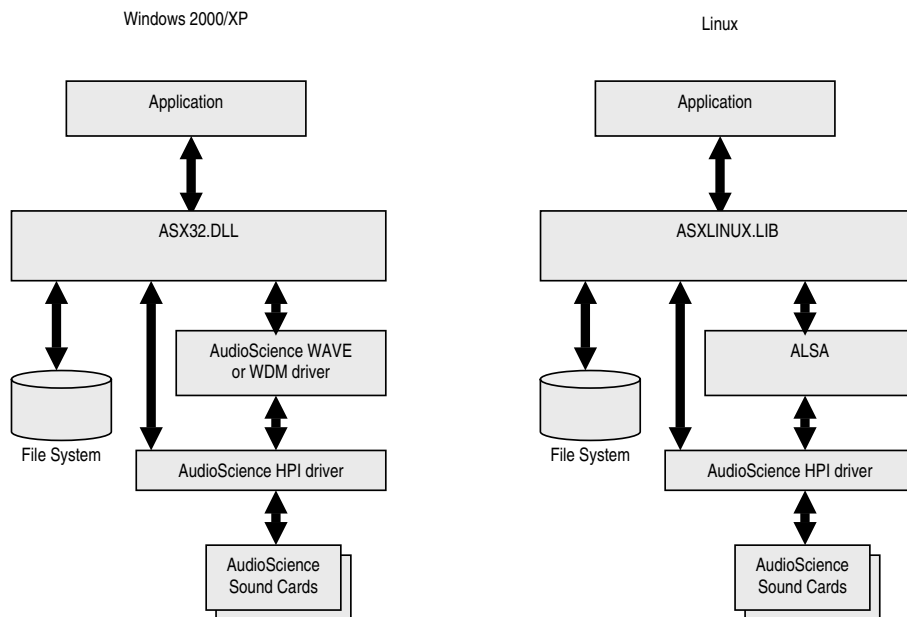 Windows 2000/XP
Application
ASX32.DLL
AudioScience WAVE
or WDM driver
File System
AudioScience HPI driver
AudioScience
Sound Cards
Linux
Application
ASXLINUX.LIB
ALSA
File System
AudioScience HPI driver
AudioScience
Sound Cards